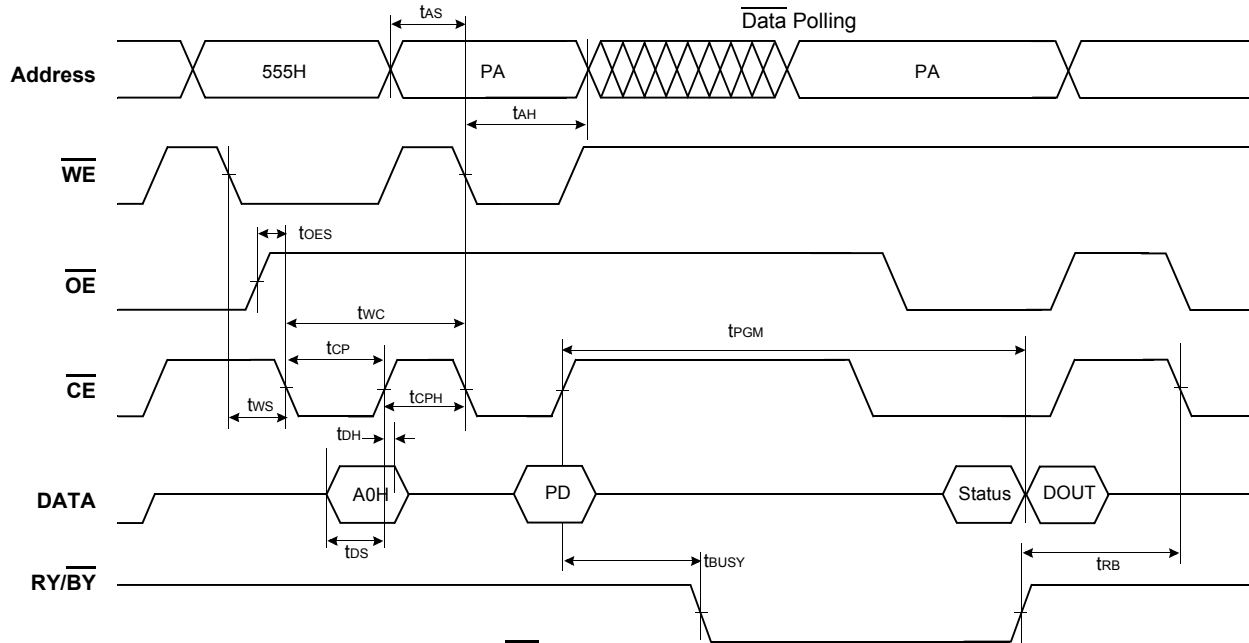 tAS
Data Polling
Address
555H
PA
PA
tAH
WE
tOES
OE
tWC
tPGM
tCP
CE
tWS
tCPH
tDH
DATA
A0H
PD
Status
DOUT
tDS
tBUSY
tRB
RY/BY